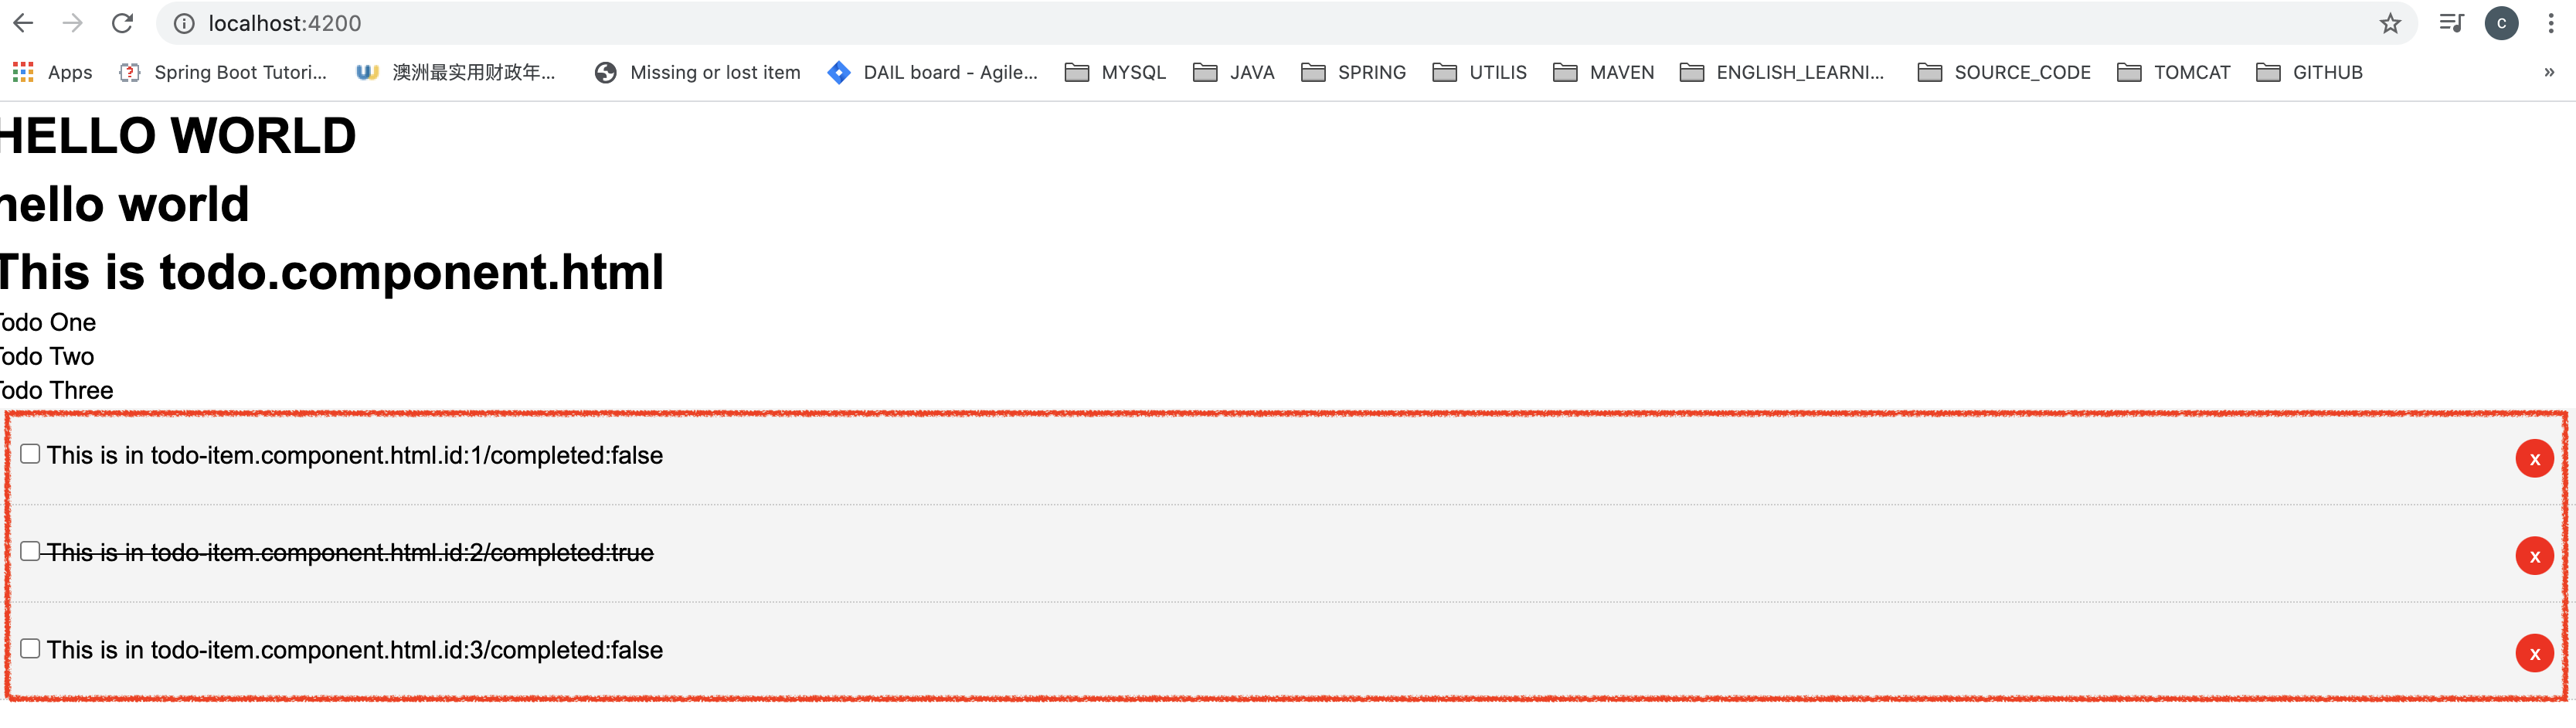 localhost:4200
C
Apps Spring Boot Tutori... 澳洲最实用财政年... Missing or lost item DAIL board - Agile... MYSQL JAVA SPRING UTILIS MAVEN ENGLISH_LEARNI... SOURCE_CODE TOMCAT GITHUB »
HELLO WORLD
hello world
This is todo.component.html
Todo One
Todo Two
Todo Three
This is in todo-item.component.html.id:1/completed:false x
This is in todo-item.component.html.id:2/completed:true x
This is in todo-item.component.html.id:3/completed:false x